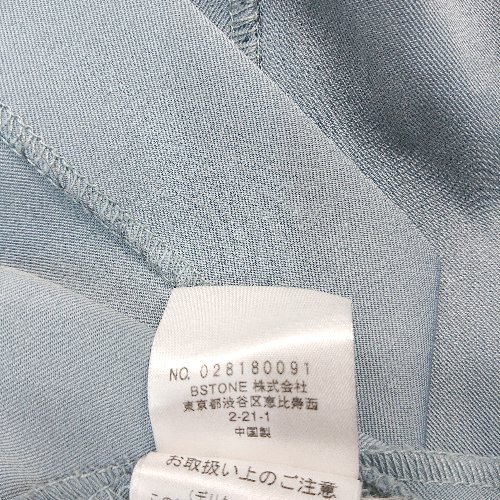 NO. 028180091
BSTONE 株式会社
東京都渋谷区恵比寿西
2-21-1
中国製
お取扱い上のご注意